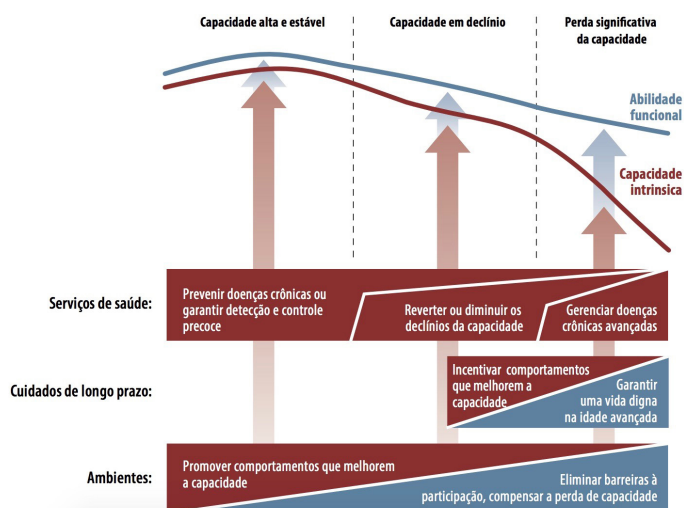 Capacidade alta e estável
Capacidade em declínio
Perda significativa
da capacidade
Abilidade
funcional
Capacidade
intrinsica
Serviços de saúde:
Prevenir doenças crônicas ou
garantir detecção e controle
precoce
Reverter ou diminuir os
declínios da capacidade
Gerenciar doenças
crônicas avançadas
Cuidados de longo prazo:
Incentivar comportamentos
que melhorem a
capacidade
Garantir
uma vida digna
na idade avançada
Ambientes:
Promover comportamentos que melhorem
a capacidade
Eliminar barreiras à
participação, compensar a perda de capacidade